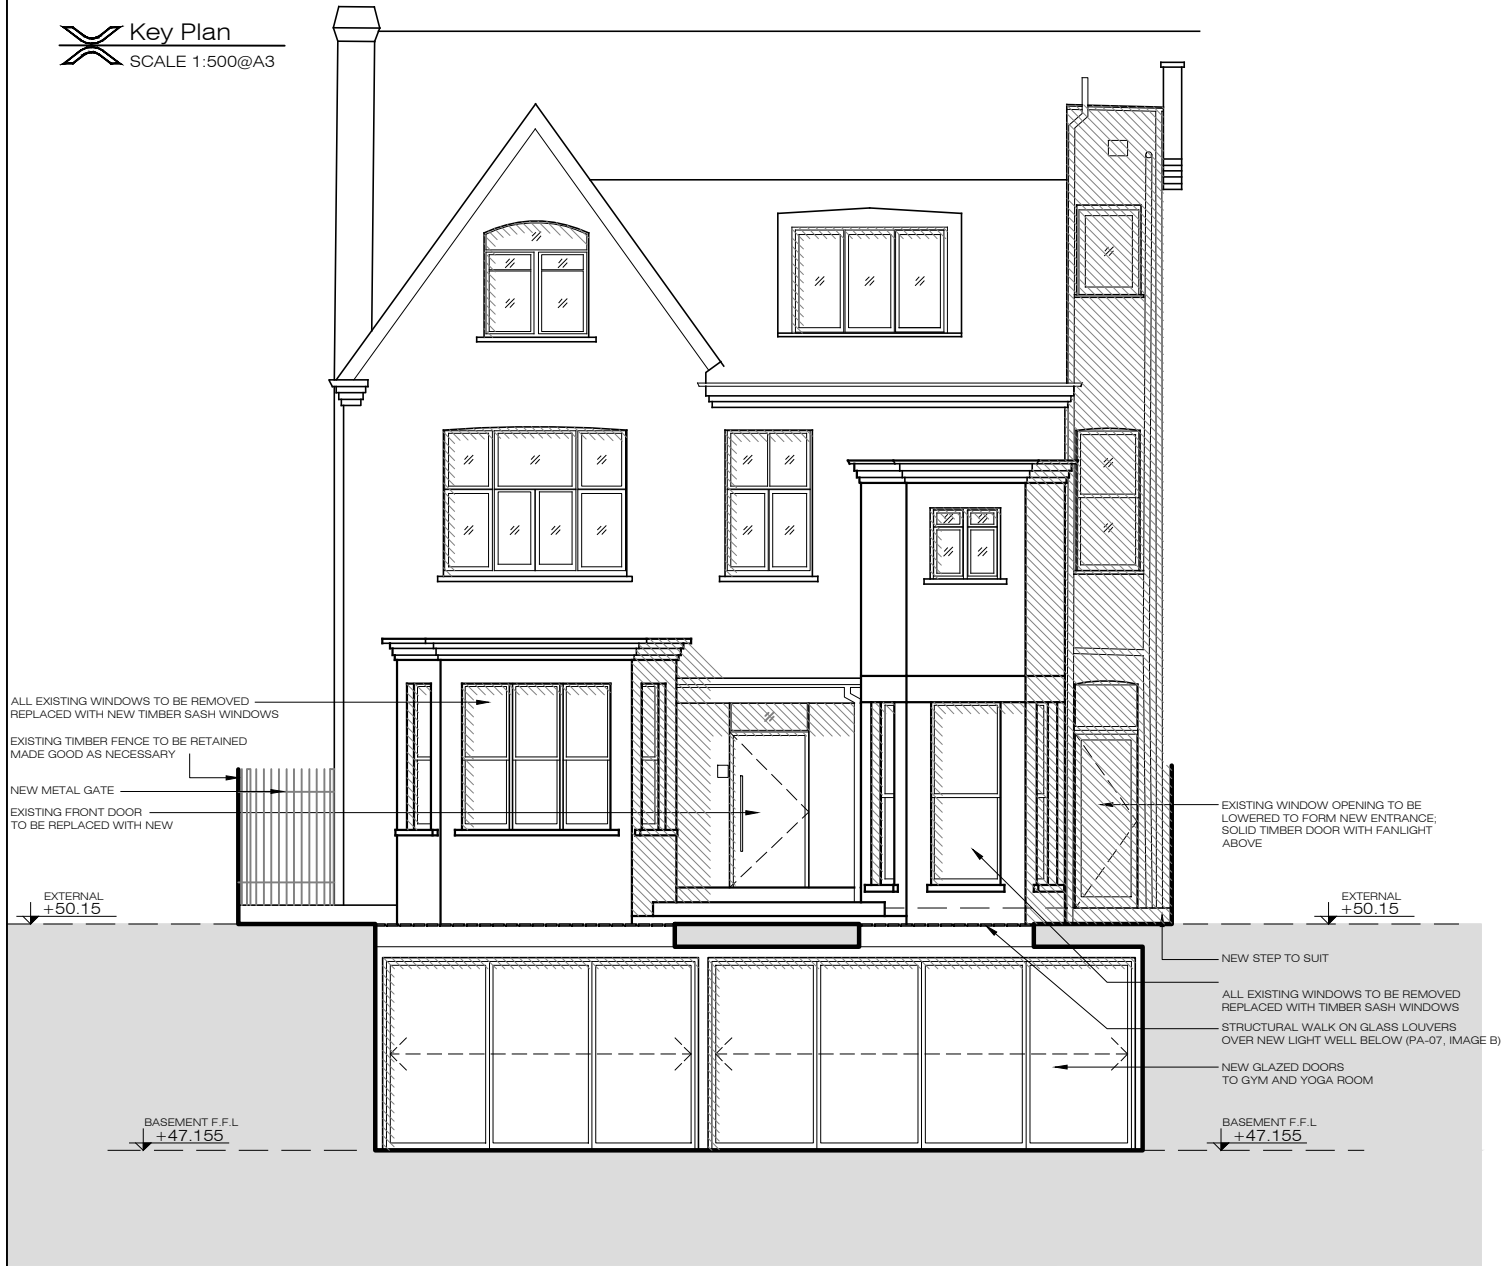 Key Plan
SCALE 1:500@A3
ALL EXISTING WINDOWS TO BE REMOVED
REPLACED WITH NEW TIMBER SASH WINDOWS
EXISTING TIMBER FENCE TO BE RETAINED
MADE GOOD AS NECESSARY
NEW METAL GATE
EXISTING FRONT DOOR
TO BE REPLACED WITH NEW
EXISTING WINDOW OPENING TO BE
LOWERED TO FORM NEW ENTRANCE;
SOLID TIMBER DOOR WITH FANLIGHT
ABOVE
EXTERNAL
+50.15
EXTERNAL
+50.15
NEW STEP TO SUIT
ALL EXISTING WINDOWS TO BE REMOVED
REPLACED WITH TIMBER SASH WINDOWS
STRUCTURAL WALK ON GLASS LOUVERS
OVER NEW LIGHT WELL BELOW (PA-07, IMAGE B)
NEW GLAZED DOORS
TO GYM AND YOGA ROOM
BASEMENT F.F.L
+47.155
BASEMENT F.F.L
+47.155